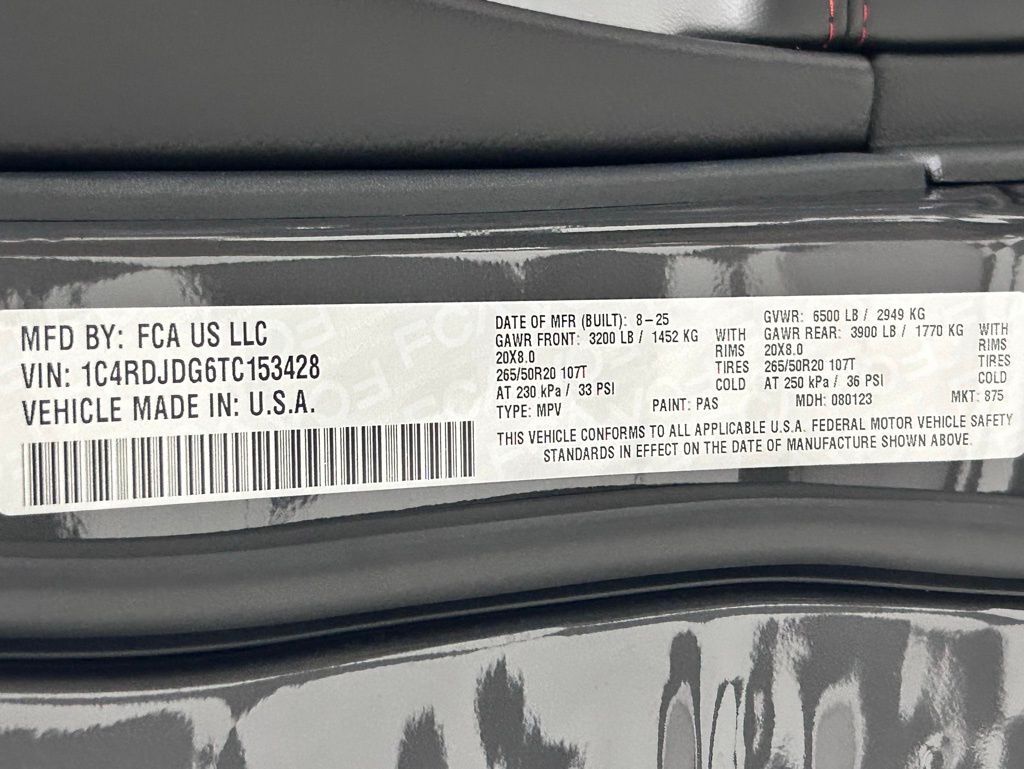 MFD BY: FCA US LLC
VIN: 1C4RDJDG6TC153428
VEHICLE MADE IN: U.S.A.
DATE OF MFR (BUILT): 8-25
GAWR FRONT: 3200 LB / 1452 KG WITH
20X8.0 RIMS
265/50R20 107T TIRES
AT 230 kPa / 33 PSI COLD
TYPE: MPV PAINT: PAS
GVWR: 6500 LB / 2949 KG
GAWR REAR: 3900 LB / 1770 KG WITH
20X8.0 RIMS
265/50R20 107T TIRES
AT 250 kPa / 36 PSI COLD
MDH: 080123 MKT: 875
THIS VEHICLE CONFORMS TO ALL APPLICABLE U.S.A. FEDERAL MOTOR VEHICLE SAFETY
STANDARDS IN EFFECT ON THE DATE OF MANUFACTURE SHOWN ABOVE.